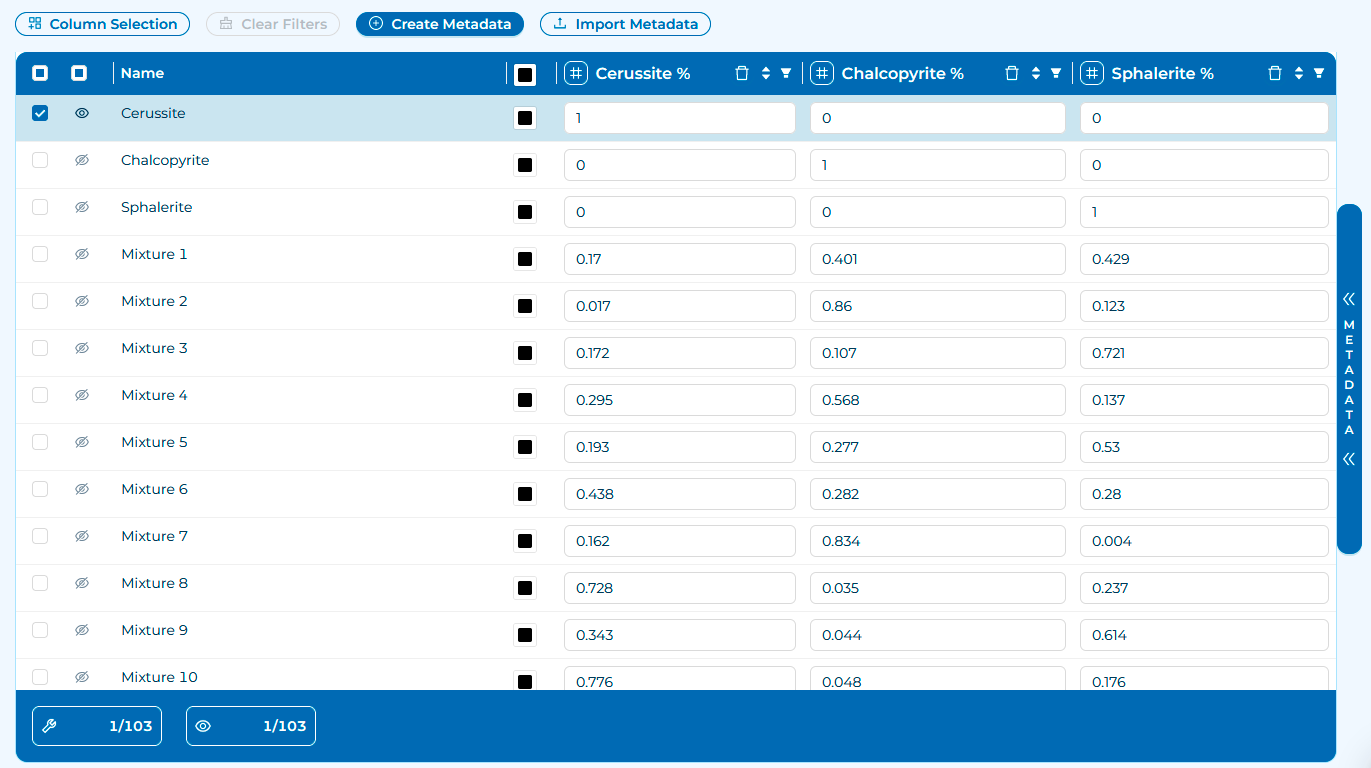 Column Selection Clear Filters Create Metadata Import Metadata
Name Cerussite % Chalcopyrite % Sphalerite %
Cerussite 1 0 0
Chalcopyrite 0 1 0
Sphalerite 0 0 1
Mixture 1 0.17 0.401 0.429
Mixture 2 0.017 0.86 0.123
Mixture 3 0.172 0.107 0.721
Mixture 4 0.295 0.568 0.137
Mixture 5 0.193 0.277 0.53
Mixture 6 0.438 0.282 0.28
Mixture 7 0.162 0.834 0.004
Mixture 8 0.728 0.035 0.237
Mixture 9 0.343 0.044 0.614
Mixture 10 0.776 0.048 0.176
1/103 1/103
METADATA